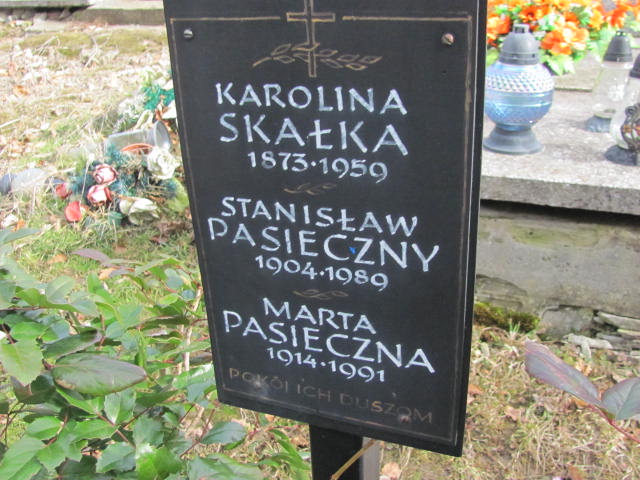 KAROLINA
SKAŁKA
1873·1959
STANISŁAW
PASIECZNY
1904·1989
MARTA
PASIECZNA
1914·1991
POKÓJ ICH DUSZOM